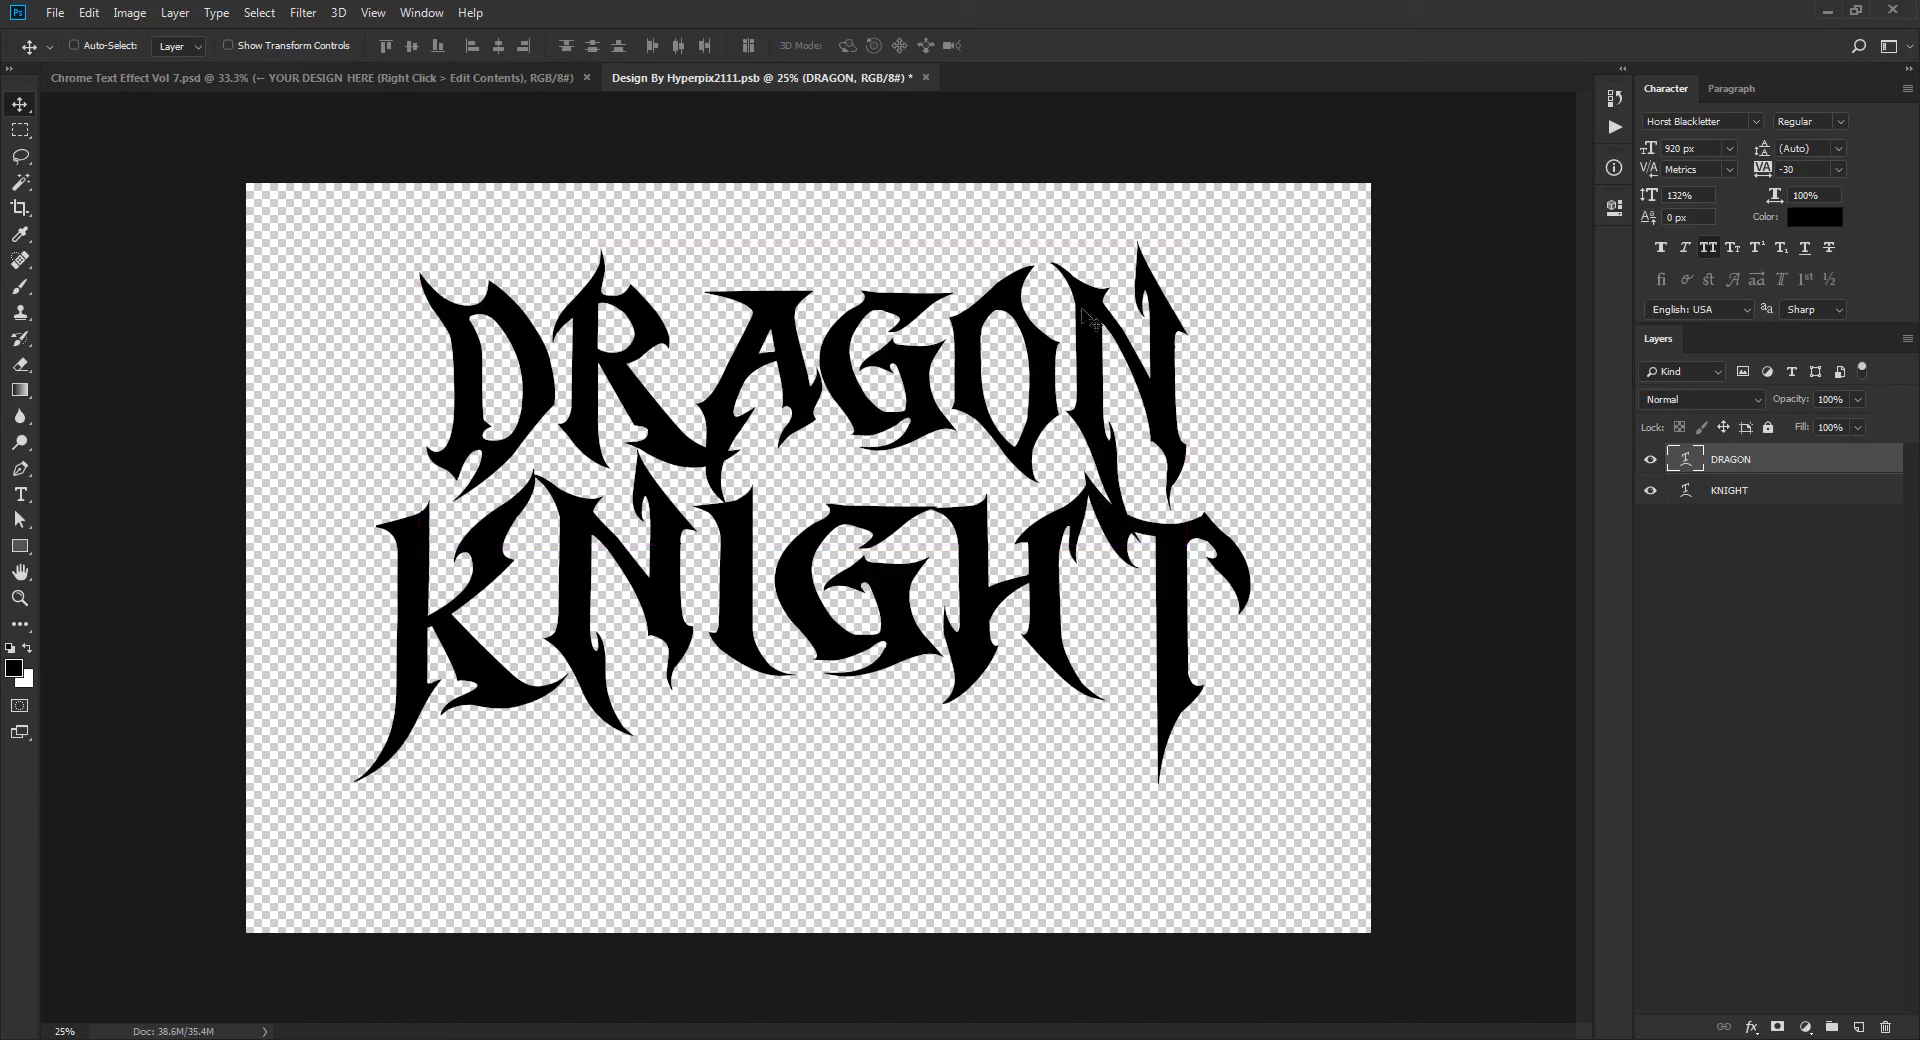 Ps File Edit Image Layer Type Select Filter 3D View Window Help
Auto-Select: Layer Show Transform Controls 3D Mode:
Chrome Text Effect Vol 7.psd @ 33.3% (← YOUR DESIGN HERE (Right Click > Edit Contents), RGB/8#) × Design By Hyperpix2111.psb @ 25% (DRAGON, RGB/8#) * ×
Character Paragraph
Horst Blackletter Regular
920 px (Auto)
Metrics -30
132% 100%
0 px Color:
English: USA Sharp
Layers
Kind
Normal Opacity: 100%
Lock: Fill: 100%
DRAGON
KNIGHT
DRAGON
KNIGHT
25% Doc: 38.6M/35.4M